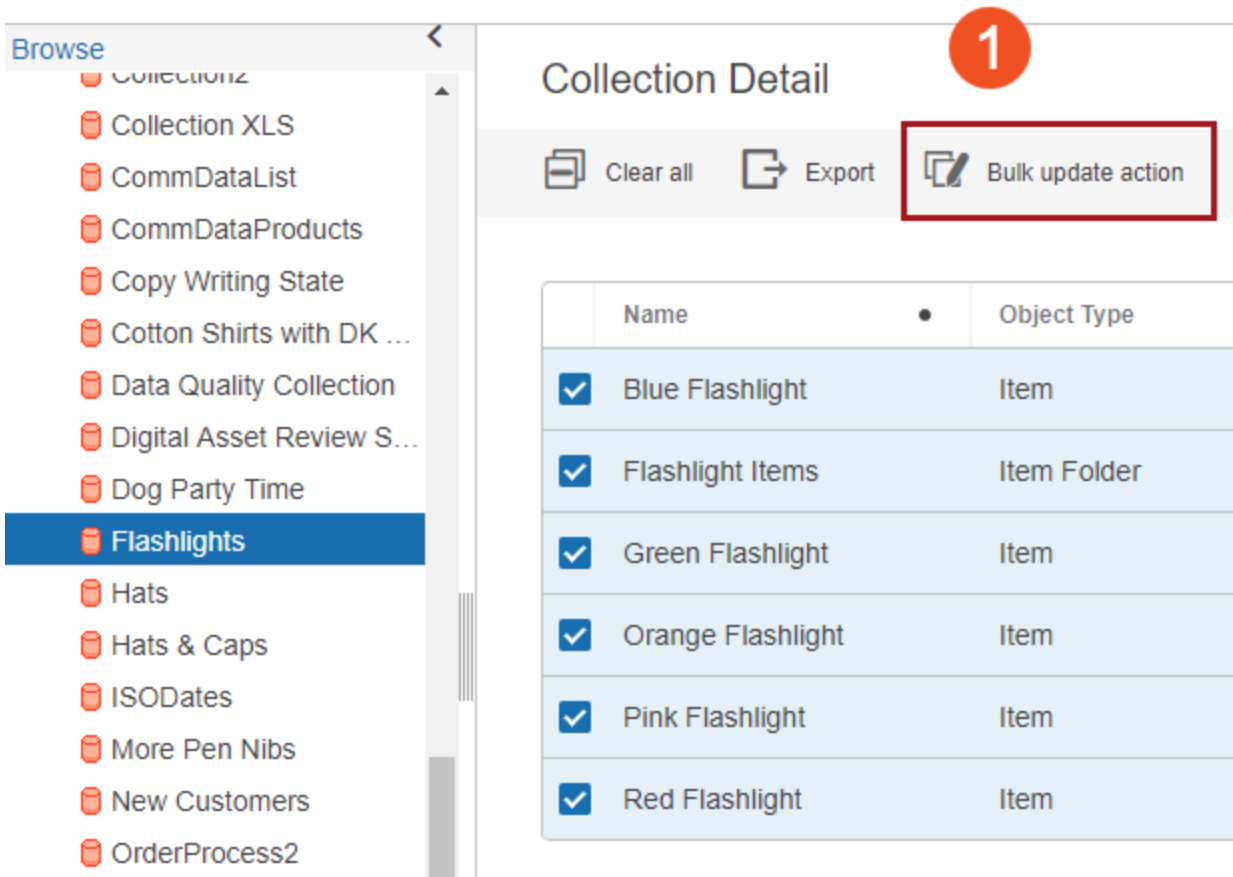 Browse
Collection2
Collection XLS
CommDataList
CommDataProducts
Copy Writing State
Cotton Shirts with DK ...
Data Quality Collection
Digital Asset Review S...
Dog Party Time
Flashlights
Hats
Hats & Caps
ISODates
More Pen Nibs
New Customers
OrderProcess2
1
Collection Detail
Clear all Export Bulk update action
Name Object Type
Blue Flashlight Item
Flashlight Items Item Folder
Green Flashlight Item
Orange Flashlight Item
Pink Flashlight Item
Red Flashlight Item